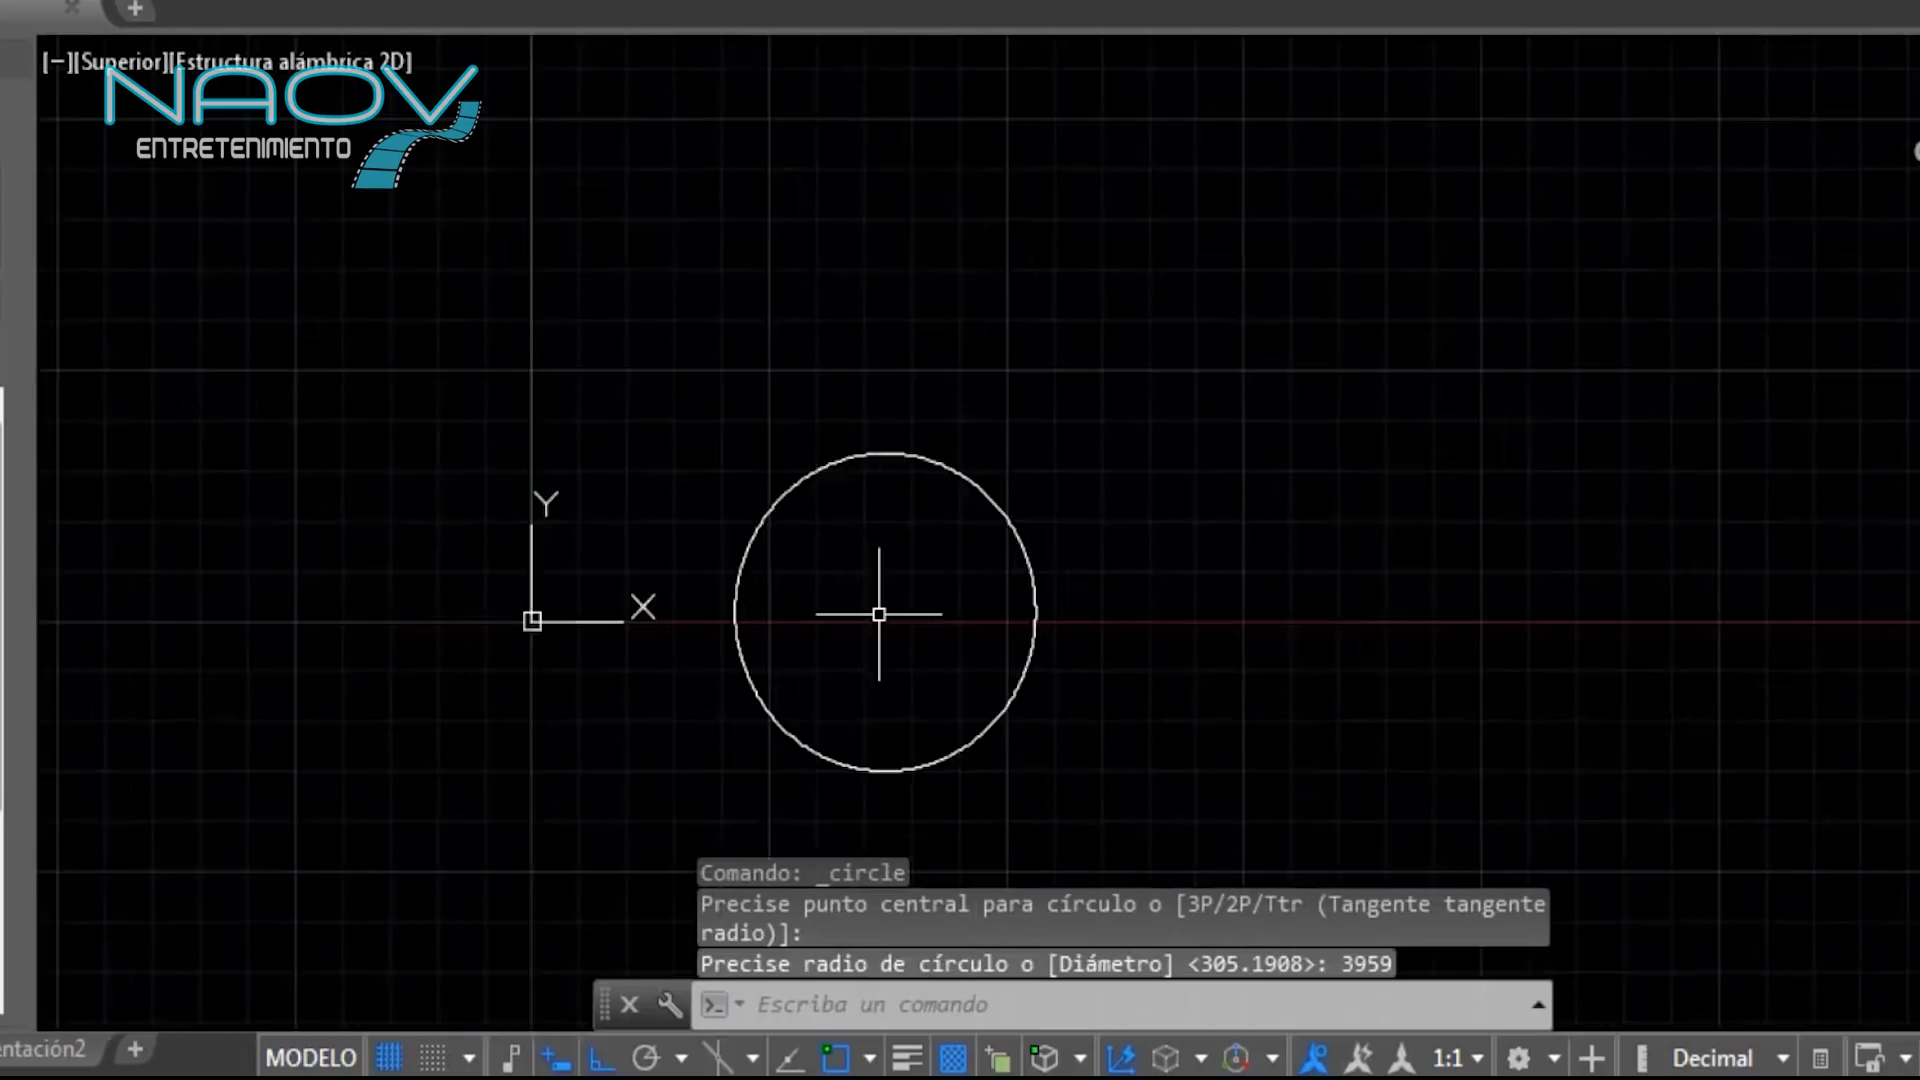 [−][Superior][Estructura alámbrica 2D]
NAOV
ENTRETENIMIENTO
Y
X
Comando: _circle
Precise punto central para círculo o [3P/2P/Ttr (Tangente tangente
radio)]:
Precise radio de círculo o [Diámetro] <305.1908>: 3959
Escriba un comando
entación2
MODELO
1:1
Decimal